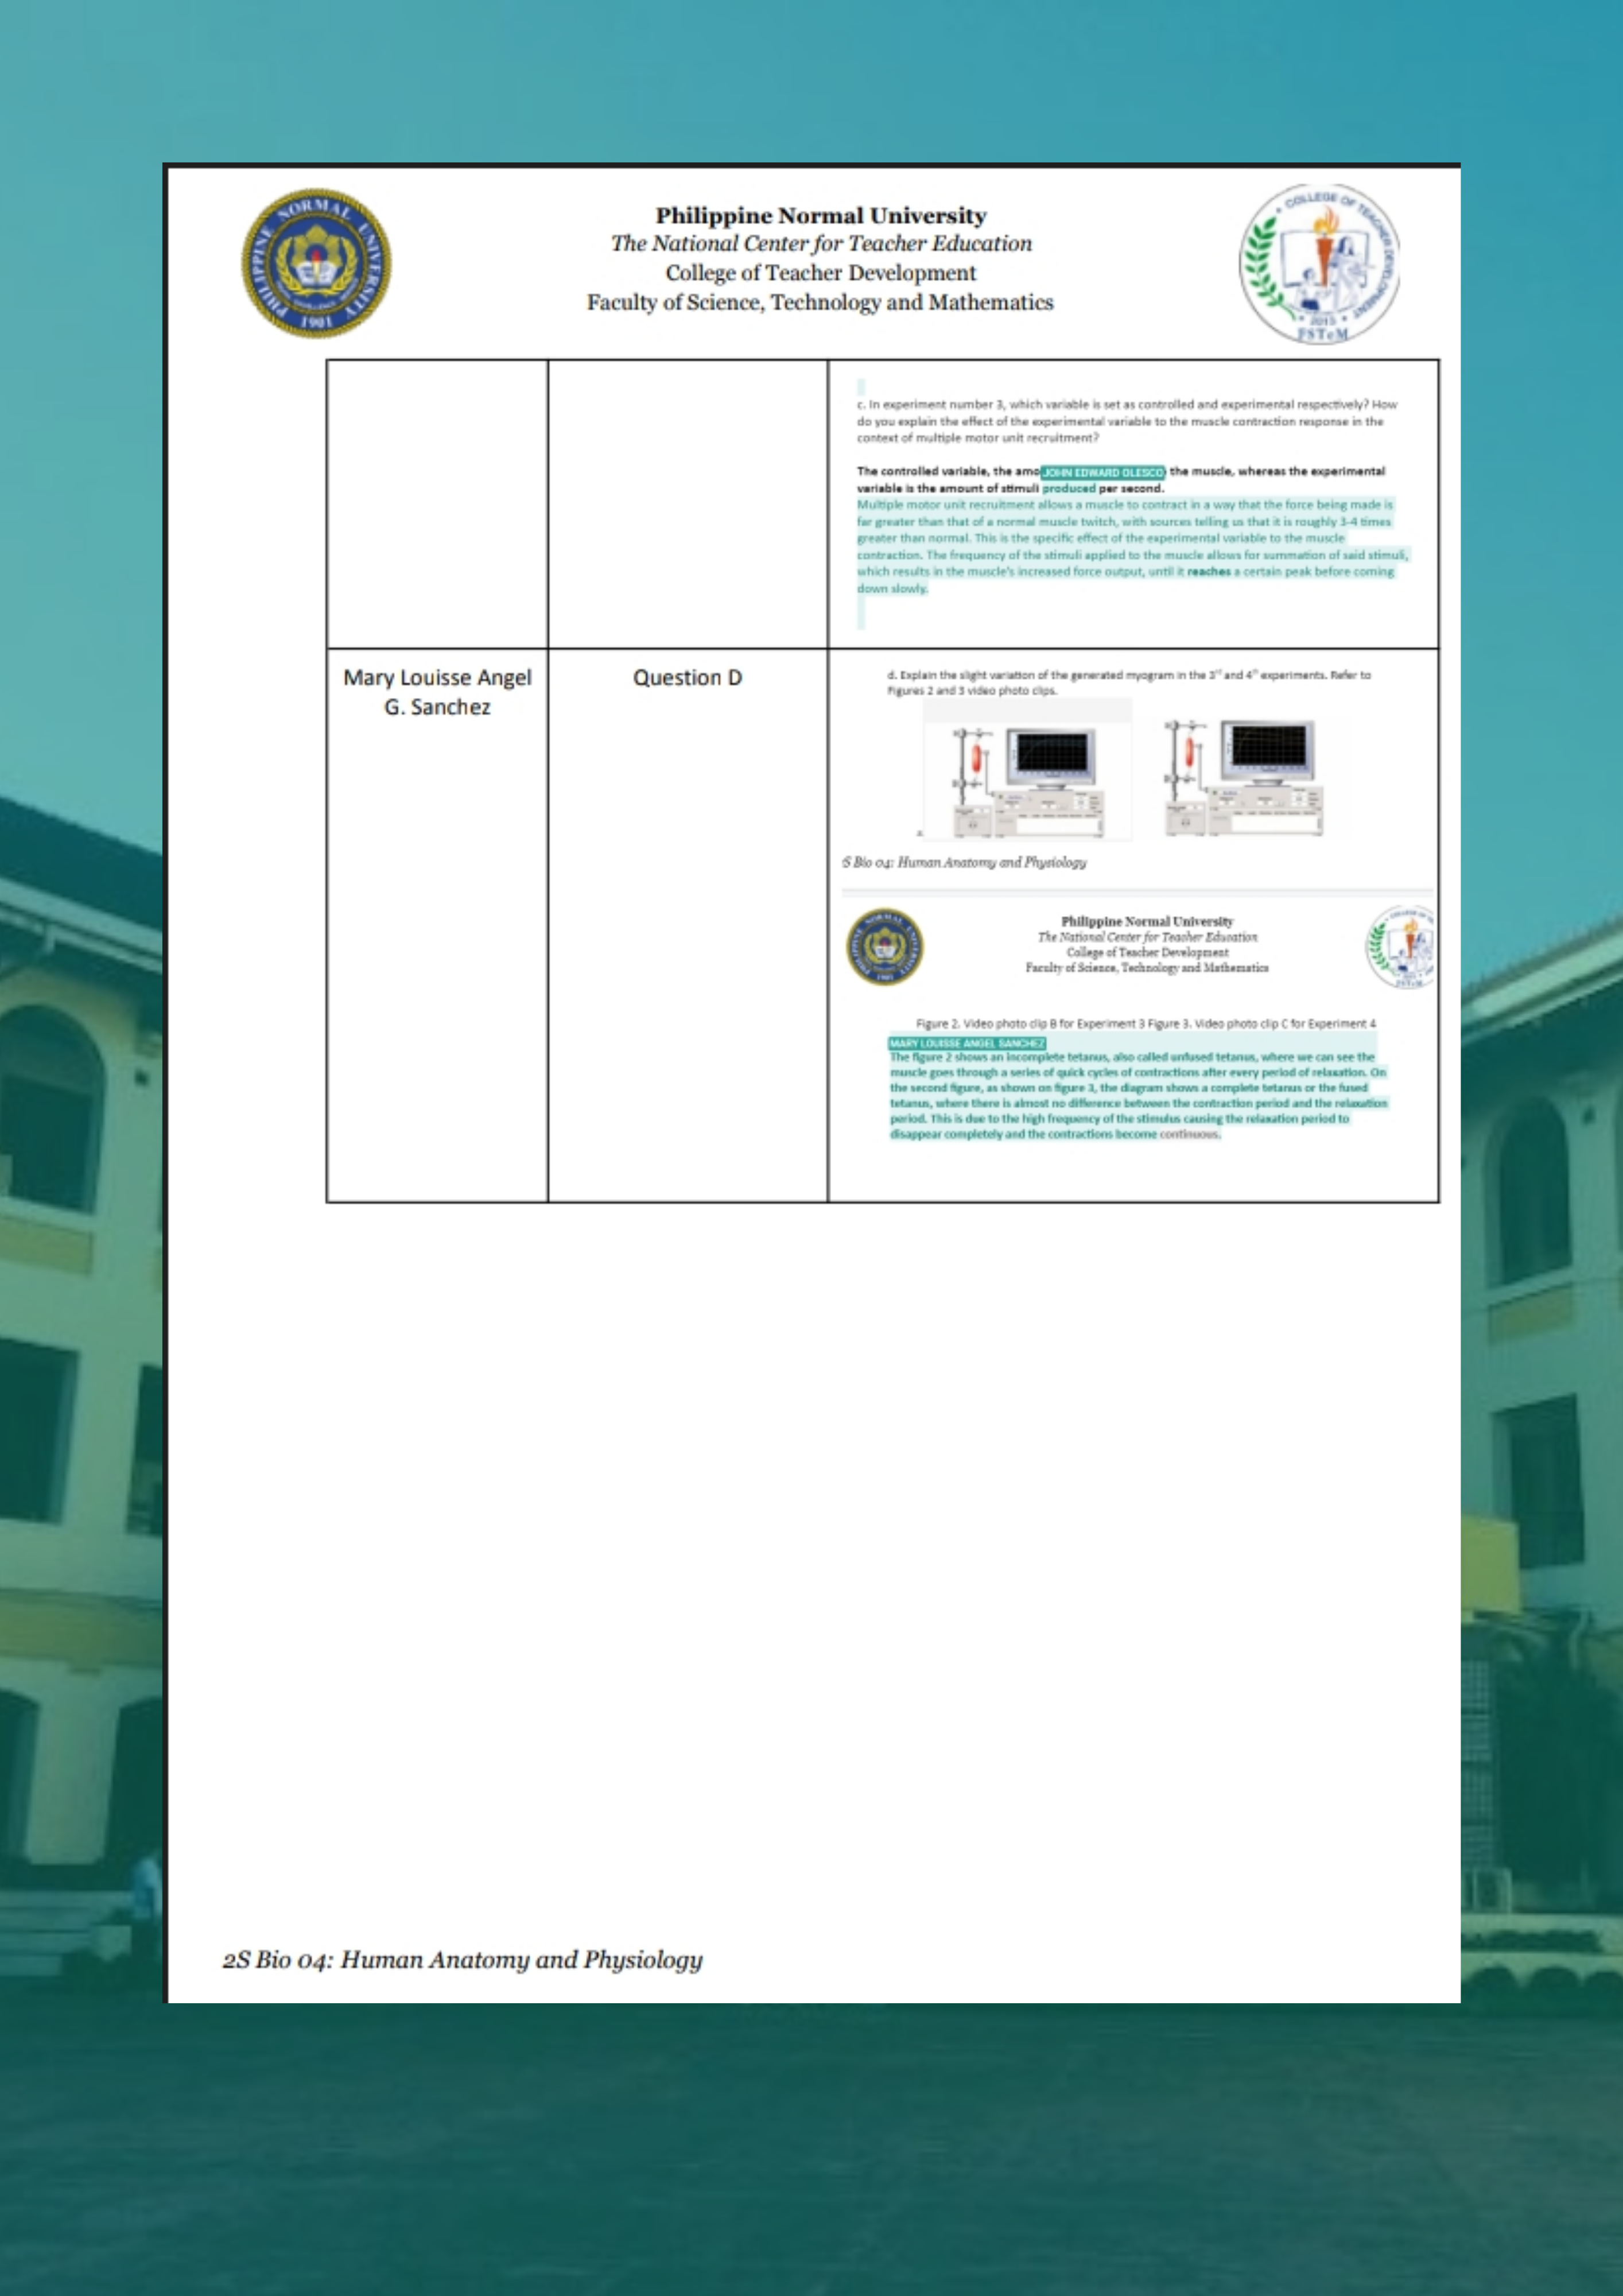 PHILIPPINE NORMAL UNIVERSITY
1901
Philippine Normal University
The National Center for Teacher Education
College of Teacher Development
Faculty of Science, Technology and Mathematics
COLLEGE OF TEACHER DEVELOPMENT
2015
FSTeM
c. In experiment number 3, which variable is set as controlled and experimental respectively? How
do you explain the effect of the experimental variable to the muscle contraction response in the
context of multiple motor unit recruitment?
The controlled variable, the amo JOHN EDWARD OLESCO the muscle, whereas the experimental
variable is the amount of stimuli produced per second.
Multiple motor unit recruitment allows a muscle to contract in a way that the force being made is
far greater than that of a normal muscle twitch, with sources telling us that it is roughly 3-4 times
greater than normal. This is the specific effect of the experimental variable to the muscle
contraction. The frequency of the stimuli applied to the muscle allows for summation of said stimuli,
which results in the muscle's increased force output, until it reaches a certain peak before coming
down slowly.
Mary Louisse Angel
G. Sanchez
Question D
d. Explain the slight variation of the generated myogram in the 3rd and 4th experiments. Refer to
Figures 2 and 3 video photo clips.
S Bio 04: Human Anatomy and Physiology
Philippine Normal University
The National Center for Teacher Education
College of Teacher Development
Faculty of Science, Technology and Mathematics
Figure 2. Video photo clip B for Experiment 3 Figure 3. Video photo clip C for Experiment 4
MARY LOUISSE ANGEL SANCHEZ
The figure 2 shows an incomplete tetanus, also called unfused tetanus, where we can see the
muscle goes through a series of quick cycles of contractions after every period of relaxation. On
the second figure, as shown on figure 3, the diagram shows a complete tetanus or the fused
tetanus, where there is almost no difference between the contraction period and the relaxation
period. This is due to the high frequency of the stimulus causing the relaxation period to
disappear completely and the contractions become continuous.
2S Bio 04: Human Anatomy and Physiology